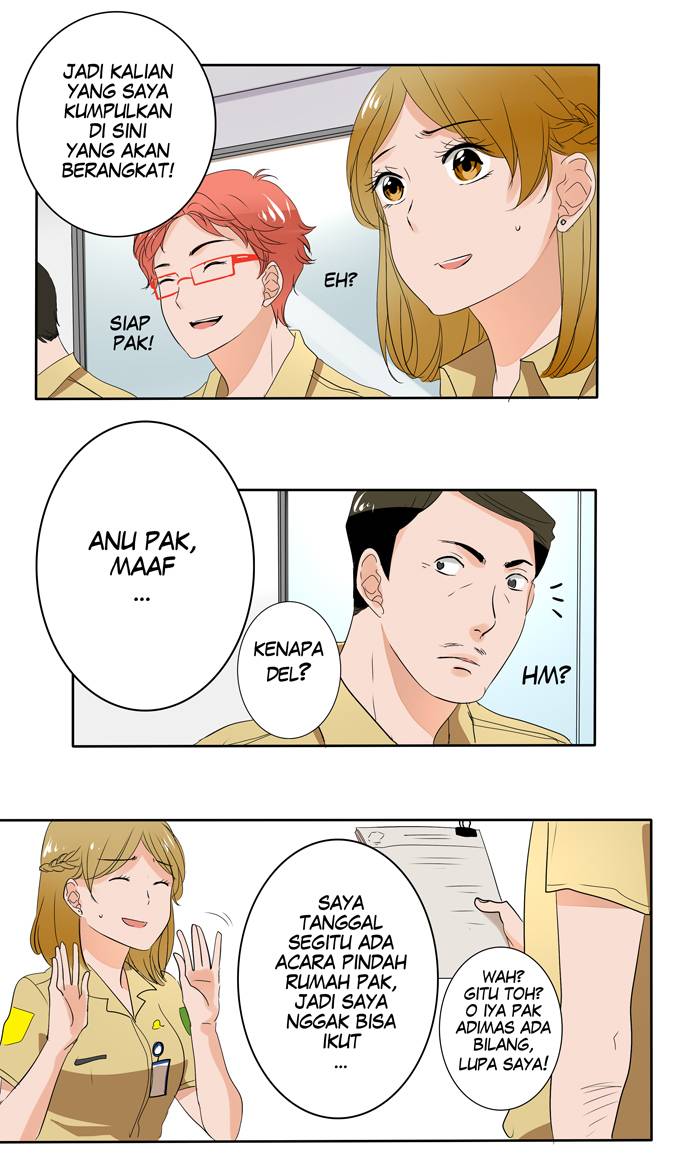 JADI KALIAN
YANG SAYA
KUMPULKAN
DI SINI
YANG AKAN
BERANGKAT!
SIAP
PAK!
EH?
ANU PAK,
MAAF
...
KENAPA
DEL?
HM?
SAYA
TANGGAL
SEGITU ADA
ACARA PINDAH
RUMAH PAK,
JADI SAYA
NGGAK BISA
IKUT
...
WAH?
GITU TOH?
O IYA PAK
ADIMAS ADA
BILANG,
LUPA SAYA!